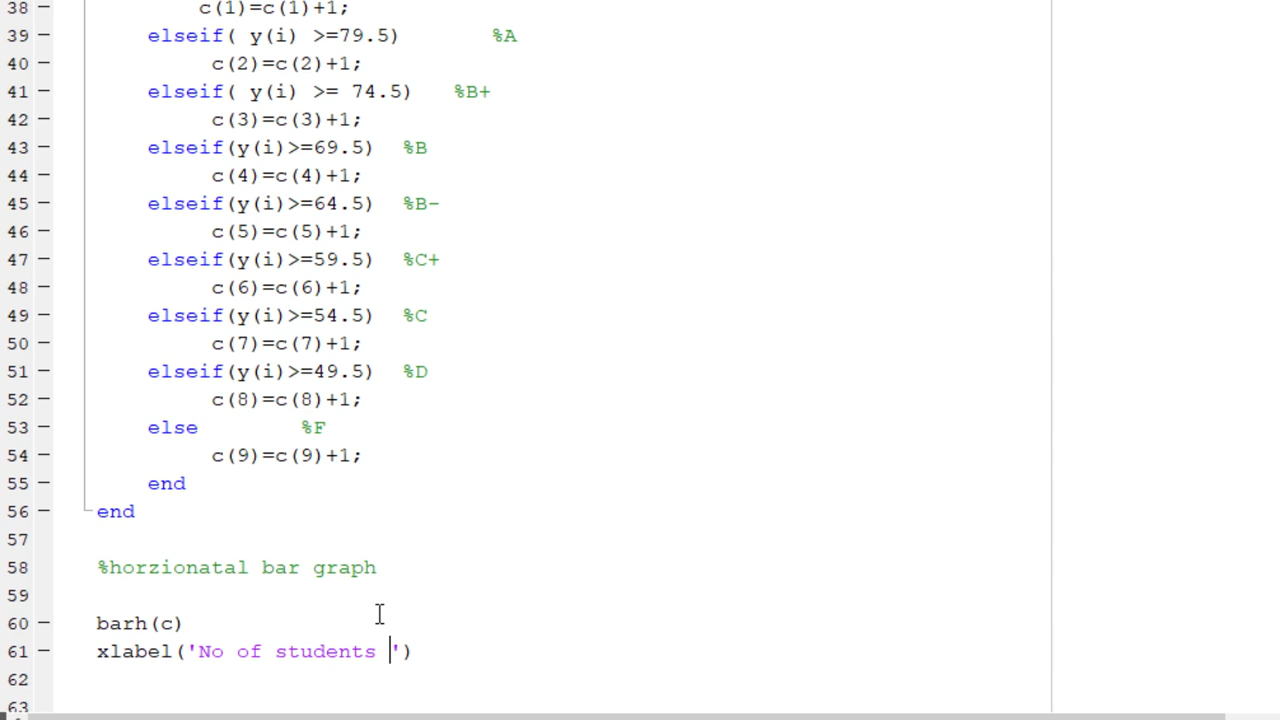 38 c(1)=c(1)+1;
39 elseif( y(i) >=79.5) %A
40 c(2)=c(2)+1;
41 elseif( y(i) >= 74.5) %B+
42 c(3)=c(3)+1;
43 elseif(y(i)>=69.5) %B
44 c(4)=c(4)+1;
45 elseif(y(i)>=64.5) %B-
46 c(5)=c(5)+1;
47 elseif(y(i)>=59.5) %C+
48 c(6)=c(6)+1;
49 elseif(y(i)>=54.5) %C
50 c(7)=c(7)+1;
51 elseif(y(i)>=49.5) %D
52 c(8)=c(8)+1;
53 else %F
54 c(9)=c(9)+1;
55 end
56 end
57
58 %horzionatal bar graph
59
60 barh(c)
61 xlabel('No of students ')
62
63